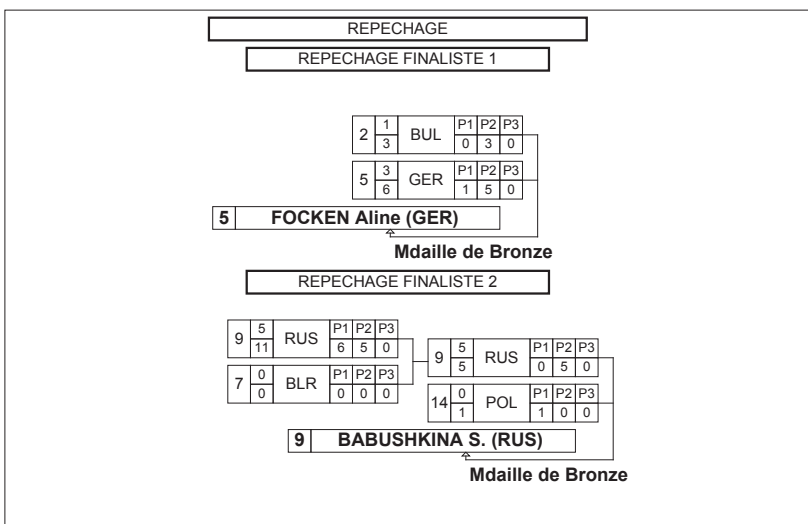 REPECHAGE
REPECHAGE FINALISTE 1
2 1 3 BUL P1 P2 P3 0 3 0
5 3 6 GER P1 P2 P3 1 5 0
5 FOCKEN Aline (GER)
Mdaille de Bronze
REPECHAGE FINALISTE 2
9 5 11 RUS P1 P2 P3 6 5 0
7 0 0 BLR P1 P2 P3 0 0 0
9 5 5 RUS P1 P2 P3 0 5 0
14 0 1 POL P1 P2 P3 1 0 0
9 BABUSHKINA S. (RUS)
Mdaille de Bronze